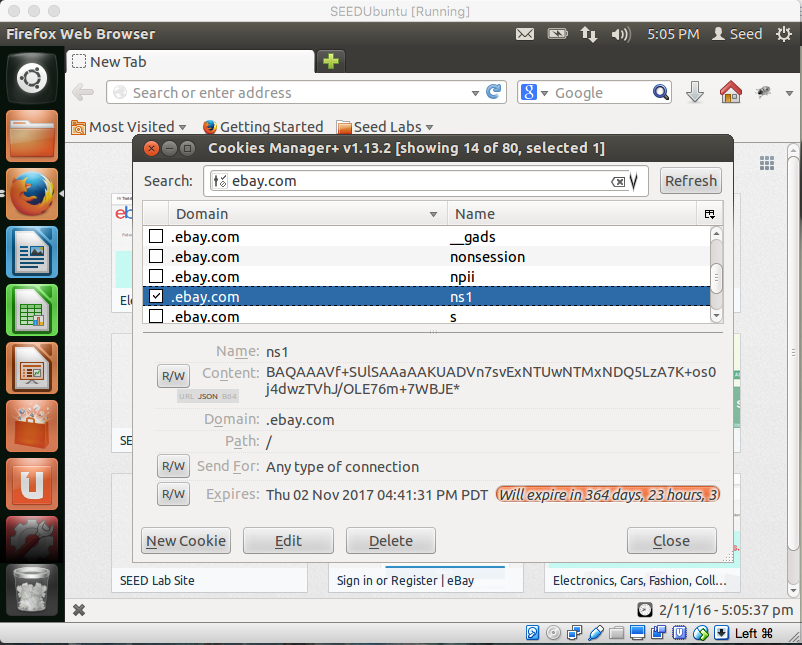 SEEDUbuntu [Running]
Firefox Web Browser
5:05 PM
Seed
New Tab
Search or enter address
Google
Most Visited
Getting Started
Seed Labs
Cookies Manager+ v1.13.2 [showing 14 of 80, selected 1]
Search:
ebay.com
Refresh
Domain
Name
.ebay.com
__gads
.ebay.com
nonsession
.ebay.com
npii
.ebay.com
ns1
.ebay.com
s
Name: ns1
R/W
Content: BAQAAAVf+SUlSAAaAAKUADVn7svExNTUwNTMxNDQ5LzA7K+os0
j4dwzTVhJ/OLE76m+7WBJE*
URL JSON B64
Domain: .ebay.com
Path: /
R/W Send For: Any type of connection
R/W Expires: Thu 02 Nov 2017 04:41:31 PM PDT Will expire in 364 days, 23 hours, 3
New Cookie
Edit
Delete
Close
SEED Lab Site
Sign in or Register | eBay
Electronics, Cars, Fashion, Coll...
2/11/16 - 5:05:37 pm
Left ⌘